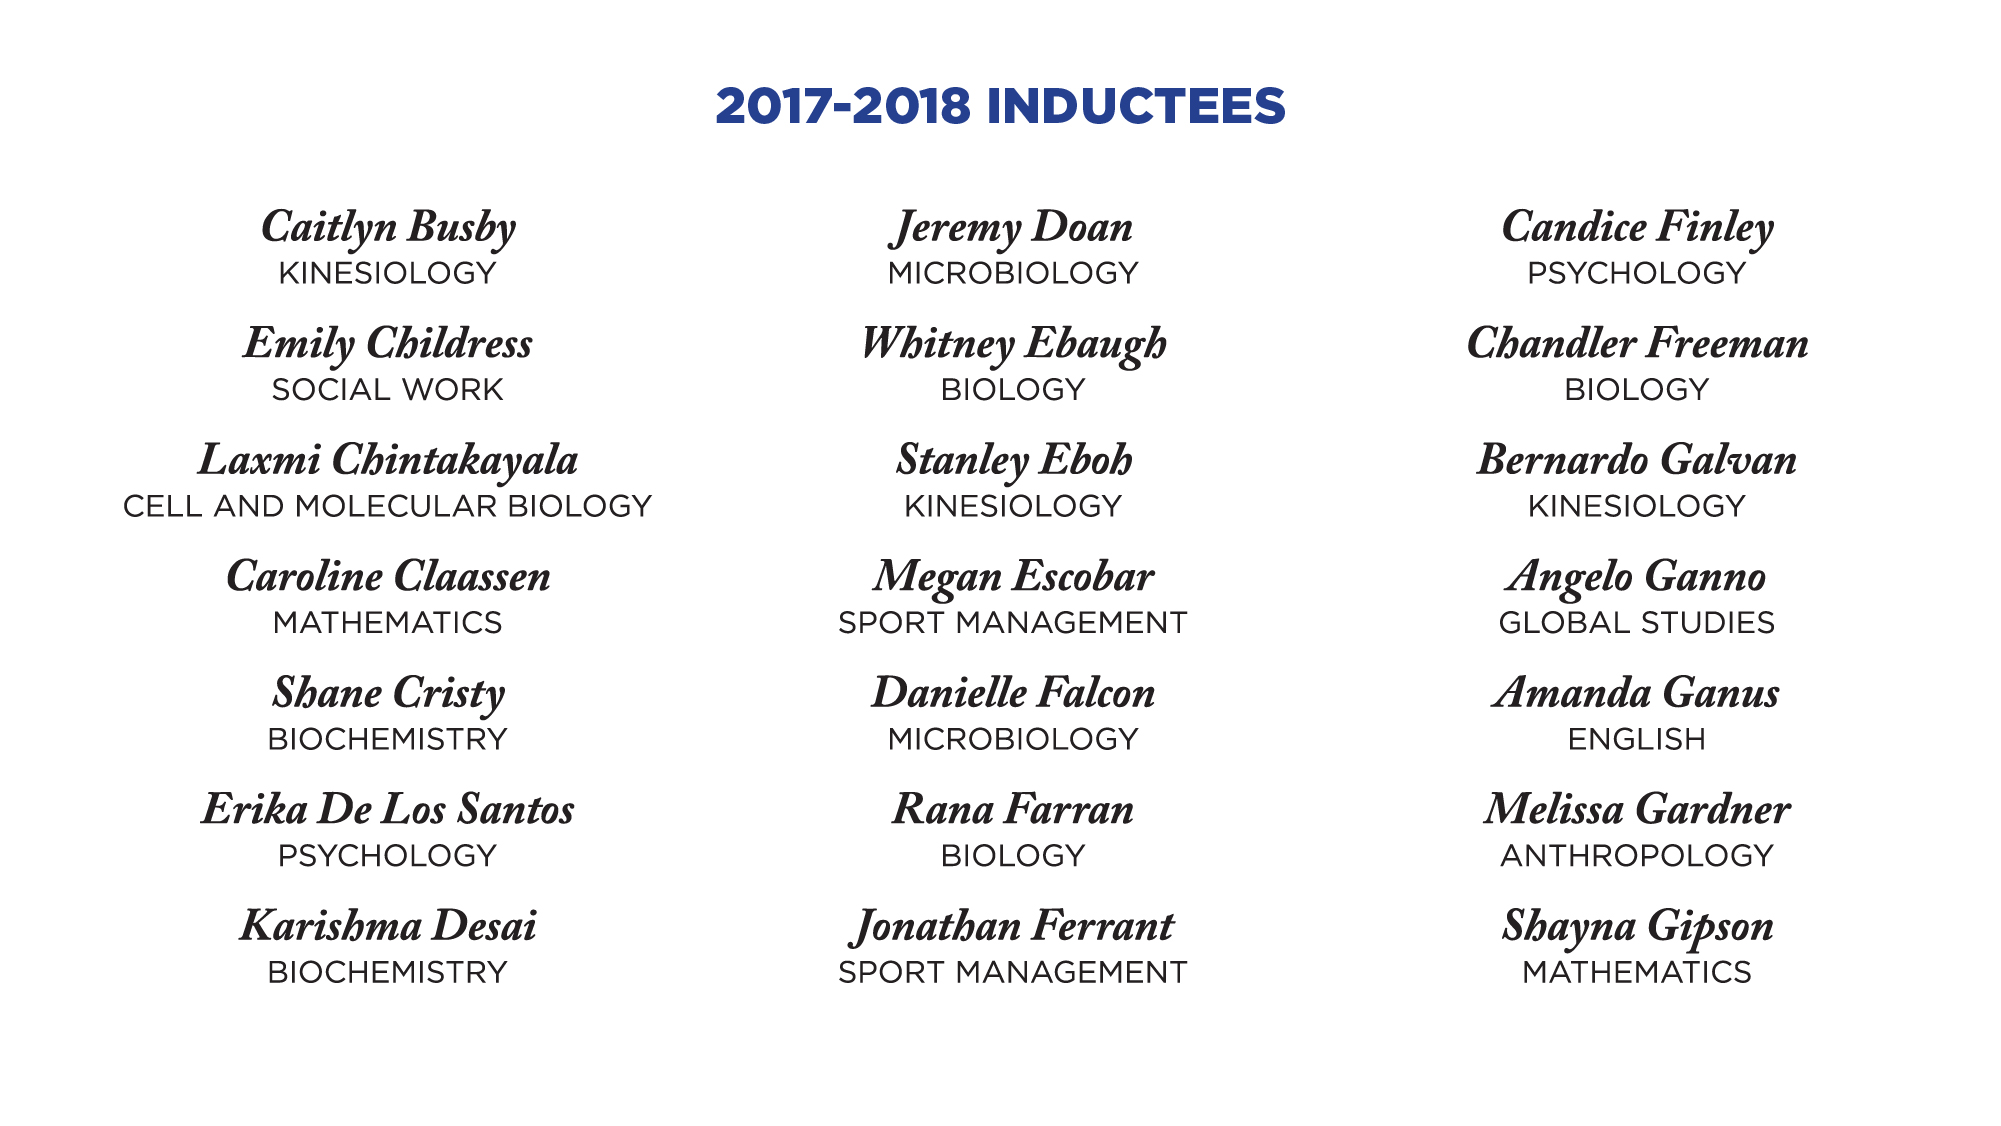 2017-2018 INDUCTEES
Caitlyn Busby
KINESIOLOGY
Emily Childress
SOCIAL WORK
Laxmi Chintakayala
CELL AND MOLECULAR BIOLOGY
Caroline Claassen
MATHEMATICS
Shane Cristy
BIOCHEMISTRY
Erika De Los Santos
PSYCHOLOGY
Karishma Desai
BIOCHEMISTRY
Jeremy Doan
MICROBIOLOGY
Whitney Ebaugh
BIOLOGY
Stanley Eboh
KINESIOLOGY
Megan Escobar
SPORT MANAGEMENT
Danielle Falcon
MICROBIOLOGY
Rana Farran
BIOLOGY
Jonathan Ferrant
SPORT MANAGEMENT
Candice Finley
PSYCHOLOGY
Chandler Freeman
BIOLOGY
Bernardo Galvan
KINESIOLOGY
Angelo Ganno
GLOBAL STUDIES
Amanda Ganus
ENGLISH
Melissa Gardner
ANTHROPOLOGY
Shayna Gipson
MATHEMATICS